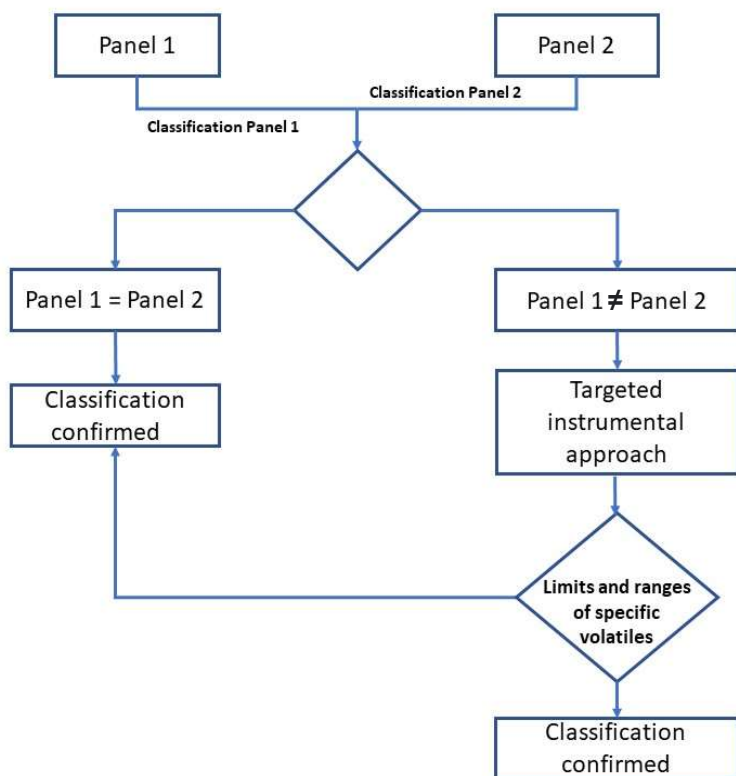 Panel 1
Panel 2
Classification Panel 2
Classification Panel 1
Panel 1 = Panel 2
Panel 1 ≠ Panel 2
Classification
confirmed
Targeted
instrumental
approach
Limits and ranges
of specific
volatiles
Classification
confirmed